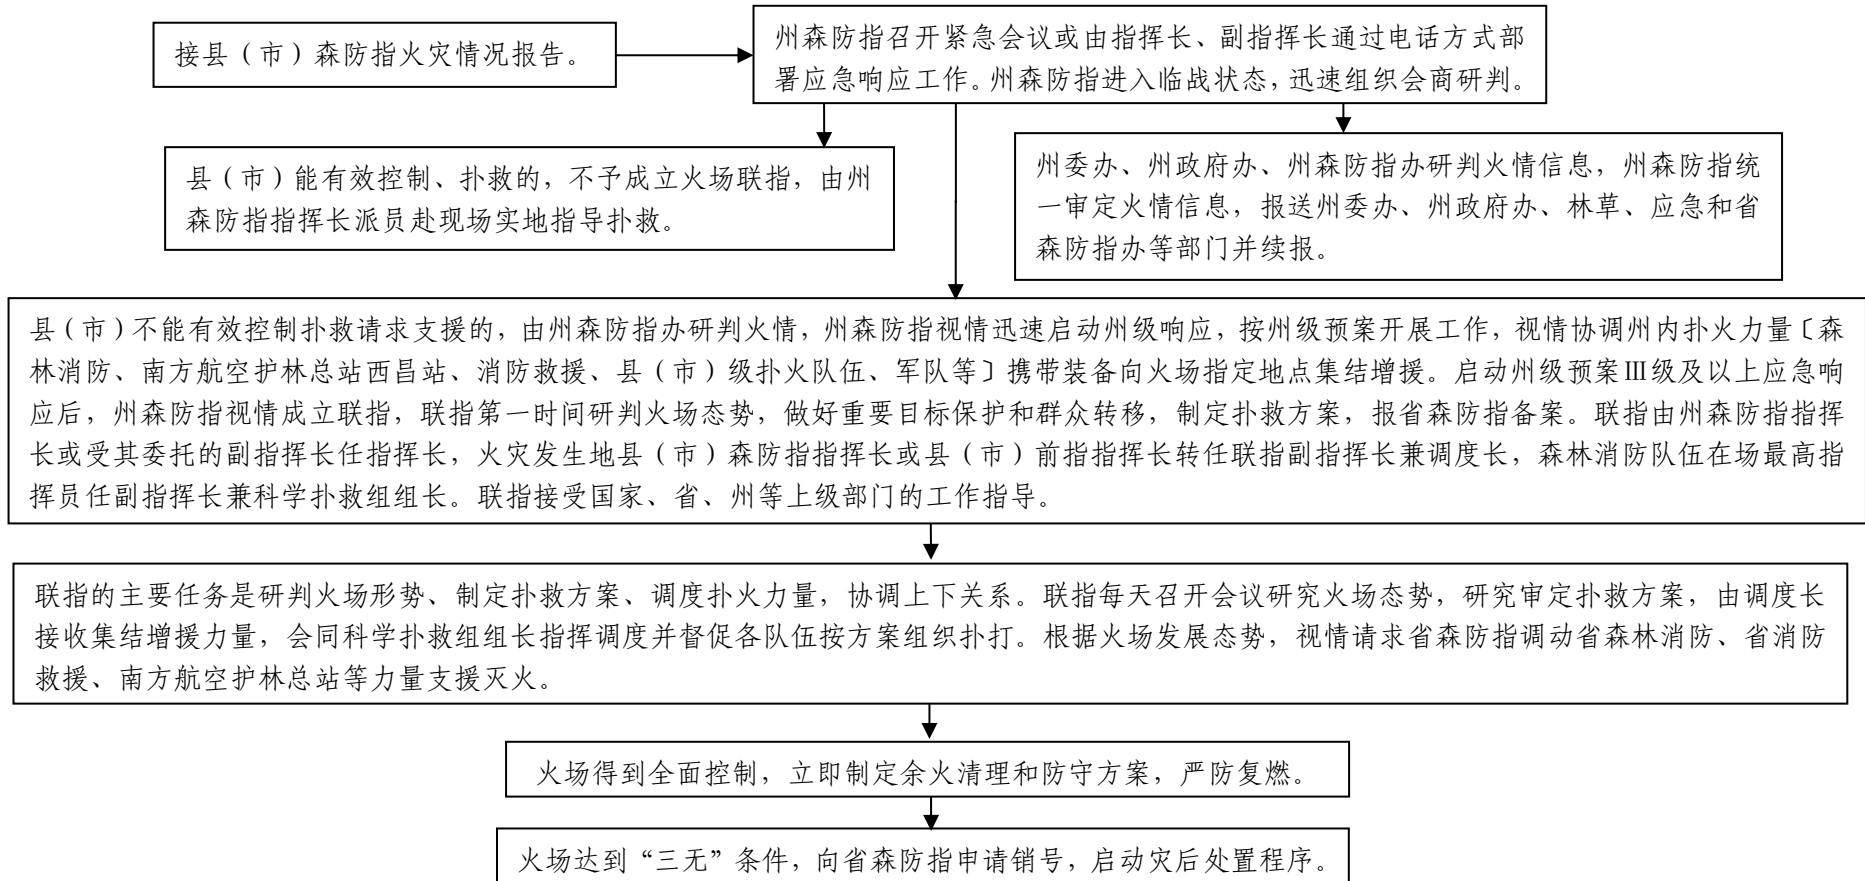 接县（市）森防指火灾情况报告。
州森防指召开紧急会议或由指挥长、副指挥长通过电话方式部
署应急响应工作。州森防指进入临战状态，迅速组织会商研判。
县（市）能有效控制、扑救的，不予成立火场联指，由州
森防指指挥长派员赴现场实地指导扑救。
州委办、州政府办、州森防指办研判火情信息，州森防指统
一审定火情信息，报送州委办、州政府办、林草、应急和省
森防指办等部门并续报。
县（市）不能有效控制扑救请求支援的，由州森防指办研判火情，州森防指视情迅速启动州级响应，按州级预案开展工作，视情协调州内扑火力量〔森
林消防、南方航空护林总站西昌站、消防救援、县（市）级扑火队伍、军队等〕携带装备向火场指定地点集结增援。启动州级预案Ⅲ级及以上应急响
应后，州森防指视情成立联指，联指第一时间研判火场态势，做好重要目标保护和群众转移，制定扑救方案，报省森防指备案。联指由州森防指指挥
长或受其委托的副指挥长任指挥长，火灾发生地县（市）森防指指挥长或县（市）前指指挥长转任联指副指挥长兼调度长，森林消防队伍在场最高指
挥员任副指挥长兼科学扑救组组长。联指接受国家、省、州等上级部门的工作指导。
联指的主要任务是研判火场形势、制定扑救方案、调度扑火力量，协调上下关系。联指每天召开会议研究火场态势，研究审定扑救方案，由调度长
接收集结增援力量，会同科学扑救组组长指挥调度并督促各队伍按方案组织扑打。根据火场发展态势，视情请求省森防指调动省森林消防、省消防
救援、南方航空护林总站等力量支援灭火。
火场得到全面控制，立即制定余火清理和防守方案，严防复燃。
火场达到“三无”条件，向省森防指申请销号，启动灾后处置程序。